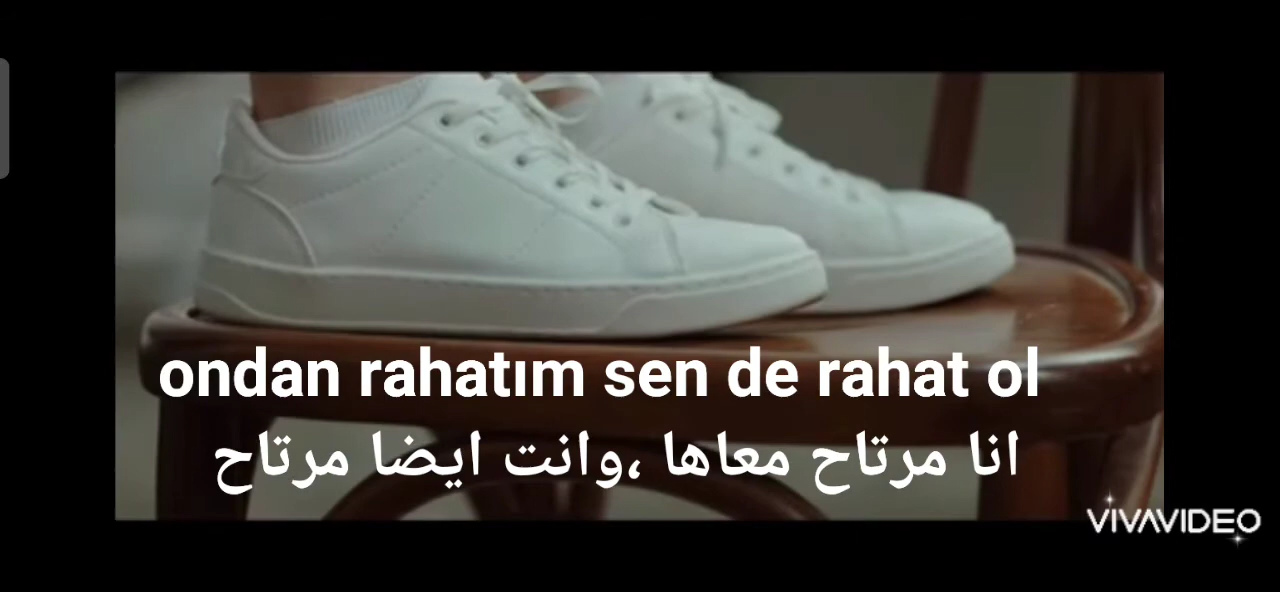 ondan rahatım sen de rahat ol
انا مرتاح معاها ،وانت ايضا مرتاح
VIVAVIDEO